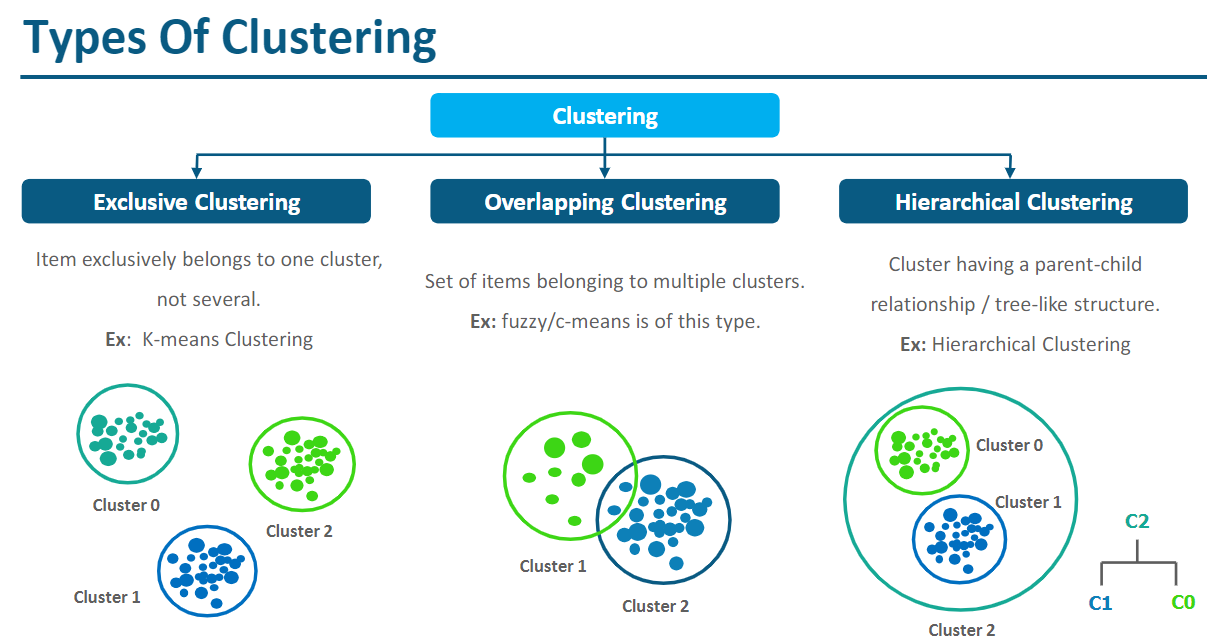 Types Of Clustering
Clustering
Exclusive Clustering
Item exclusively belongs to one cluster,
not several.
Ex:  K-means Clustering
Cluster 0
Cluster 2
Cluster 1
Overlapping Clustering
Set of items belonging to multiple clusters.
Ex: fuzzy/c-means is of this type.
Cluster 1
Cluster 2
Hierarchical Clustering
Cluster having a parent-child
relationship / tree-like structure.
Ex: Hierarchical Clustering
Cluster 0
Cluster 1
Cluster 2
C2
C1
C0